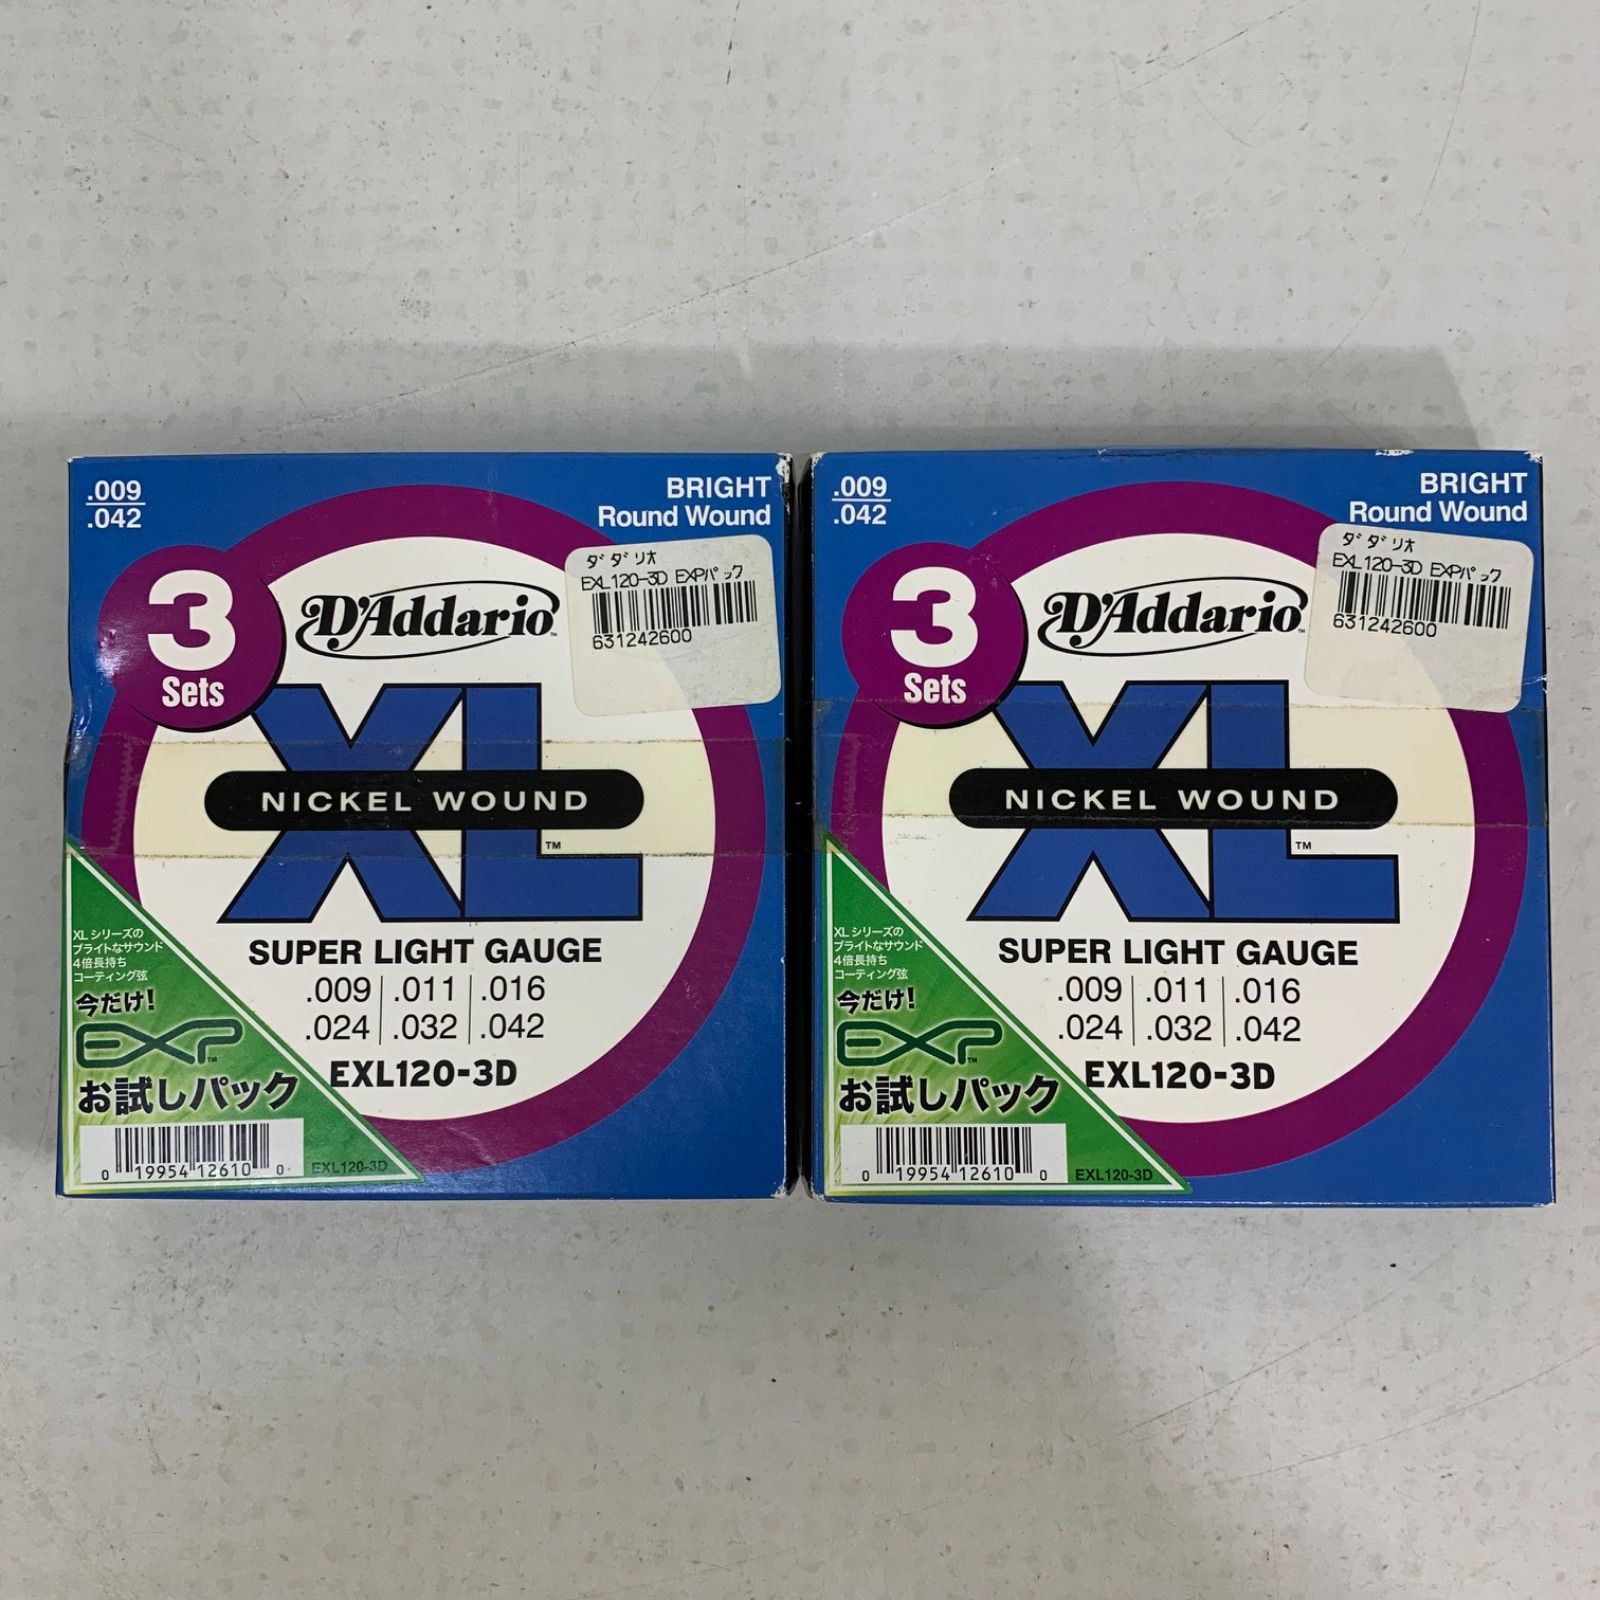 .009
.042
BRIGHT
Round Wound
3
Sets
D'Addario
ダダリオ
EXL120-3D EXPパック
631242600
XL
NICKEL WOUND
TM
SUPER LIGHT GAUGE
.009 .011 .016
.024 .032 .042
EXL120-3D
XLシリーズの
ブライトなサウンド
4倍長持ち
コーティング弦
今だけ!
EXP
お試しパック
0 19954 12610 0
EXL120-3D
.009
.042
BRIGHT
Round Wound
3
Sets
D'Addario
ダダリオ
EXL120-3D EXPパック
631242600
XL
NICKEL WOUND
TM
SUPER LIGHT GAUGE
.009 .011 .016
.024 .032 .042
EXL120-3D
XLシリーズの
ブライトなサウンド
4倍長持ち
コーティング弦
今だけ!
EXP
お試しパック
0 19954 12610 0
EXL120-3D